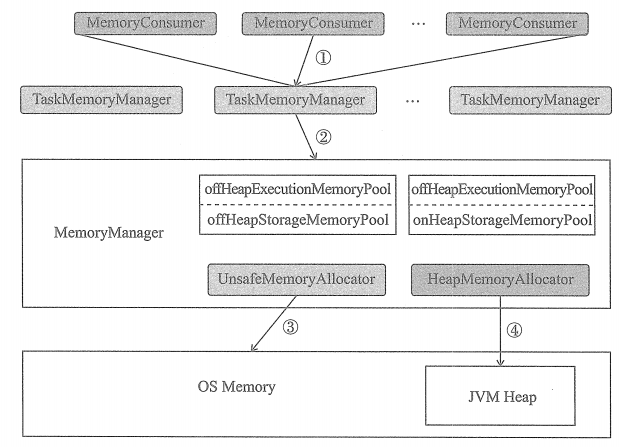 MemoryConsumer MemoryConsumer ... MemoryConsumer
①
TaskMemoryManager TaskMemoryManager ... TaskMemoryManager
②
offHeapExecutionMemoryPool offHeapExecutionMemoryPool
offHeapStorageMemoryPool onHeapStorageMemoryPool
MemoryManager
UnsafeMemoryAllocator HeapMemoryAllocator
③ ④
OS Memory
JVM Heap